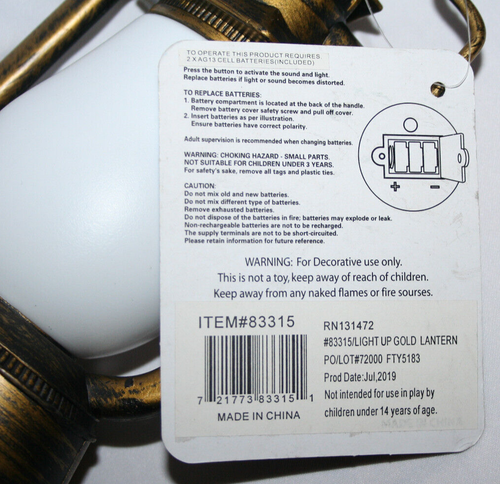 TO OPERATE THIS PRODUCT REQUIRES
2 X AG13 CELL BATTERIES(INCLUDED)
Press the button to activate the sound and light.
Replace batteries if light or sound becomes distorted.
TO REPLACE BATTERIES:
1. Battery compartment is located at the back of the handle.
Remove battery cover safety screw and pull off cover.
2. Insert batteries as per illustration.
Ensure batteries have correct polarity.
Adult supervision is recommended when changing batteries.
WARNING: CHOKING HAZARD - SMALL PARTS.
NOT SUITABLE FOR CHILDREN UNDER 3 YEARS.
For safety's sake, remove all tags and plastic ties.
CAUTION:
Do not mix old and new batteries.
Do not mix different type of batteries.
Remove exhausted batteries.
Do not dispose of the batteries in fire; batteries may explode or leak.
Non-rechargeable batteries are not to be recharged.
The supply terminals are not to be short-circuited.
Please retain information for future reference.
+ -
WARNING: For Decorative use only.
This is not a toy, keep away of reach of children.
Keep away from any naked flames or fire sourses.
ITEM#83315
7 21773 83315 1
MADE IN CHINA
RN131472
#83315/LIGHT UP GOLD LANTERN
PO/LOT#72000 FTY5183
Prod Date:Jul,2019
Not intended for use in play by
children under 14 years of age.
MADE IN CHINA